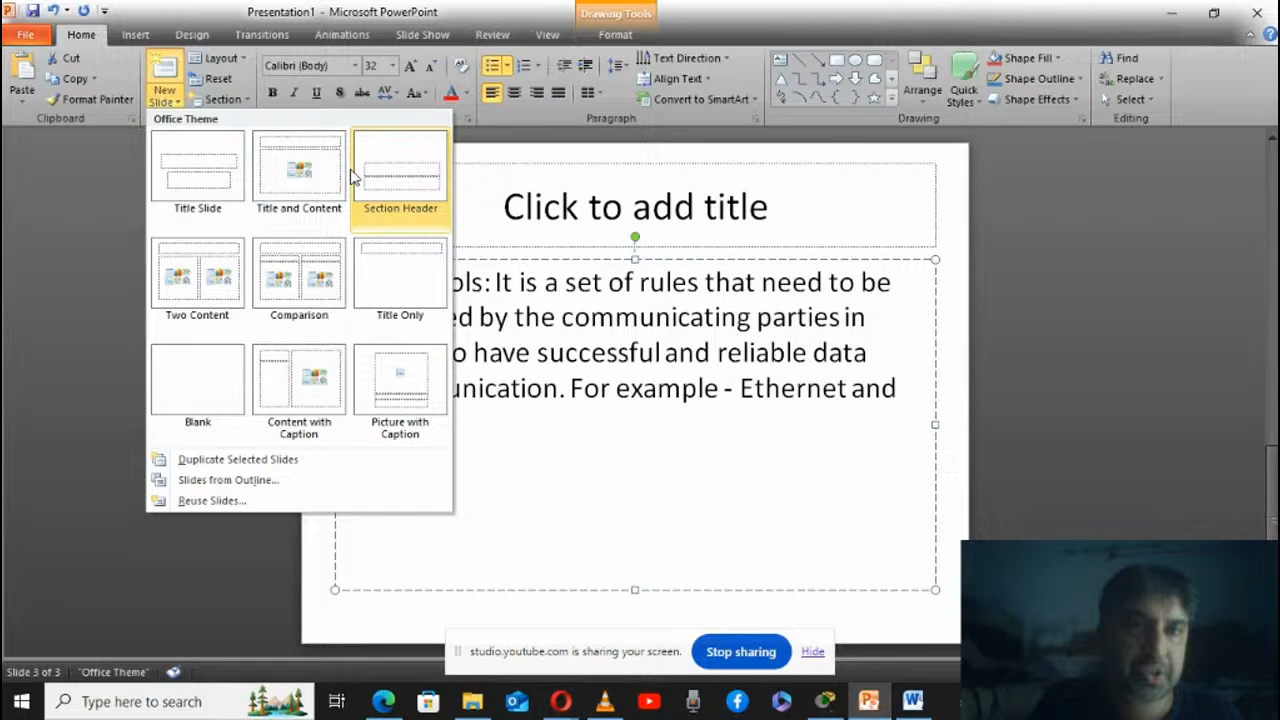 Presentation1 - Microsoft PowerPoint
Drawing Tools
File
Home
Insert
Design
Transitions
Animations
Slide Show
Review
View
Format
Paste
Cut
Copy
Format Painter
Clipboard
New
Slide
Layout
Reset
Section
Calibri (Body)
32
Paragraph
Text Direction
Align Text
Convert to SmartArt
Arrange
Quick
Styles
Shape Fill
Shape Outline
Shape Effects
Drawing
Find
Replace
Select
Editing
Office Theme
Title Slide
Title and Content
Section Header
Two Content
Comparison
Title Only
Blank
Content with
Caption
Picture with
Caption
Duplicate Selected Slides
Slides from Outline...
Reuse Slides...
Click to add title
ols: It is a set of rules that need to be
ed by the communicating parties in
o have successful and reliable data
unication. For example - Ethernet and
studio.youtube.com is sharing your screen.
Stop sharing
Hide
Slide 3 of 3
"Office Theme"
Type here to search